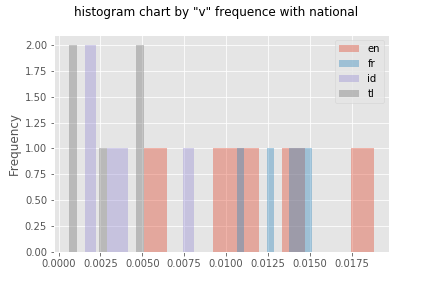 histogram chart by "v" frequence with national
en
fr
id
tl
Frequency
2.00
1.75
1.50
1.25
1.00
0.75
0.50
0.25
0.00
0.0000 0.0025 0.0050 0.0075 0.0100 0.0125 0.0150 0.0175